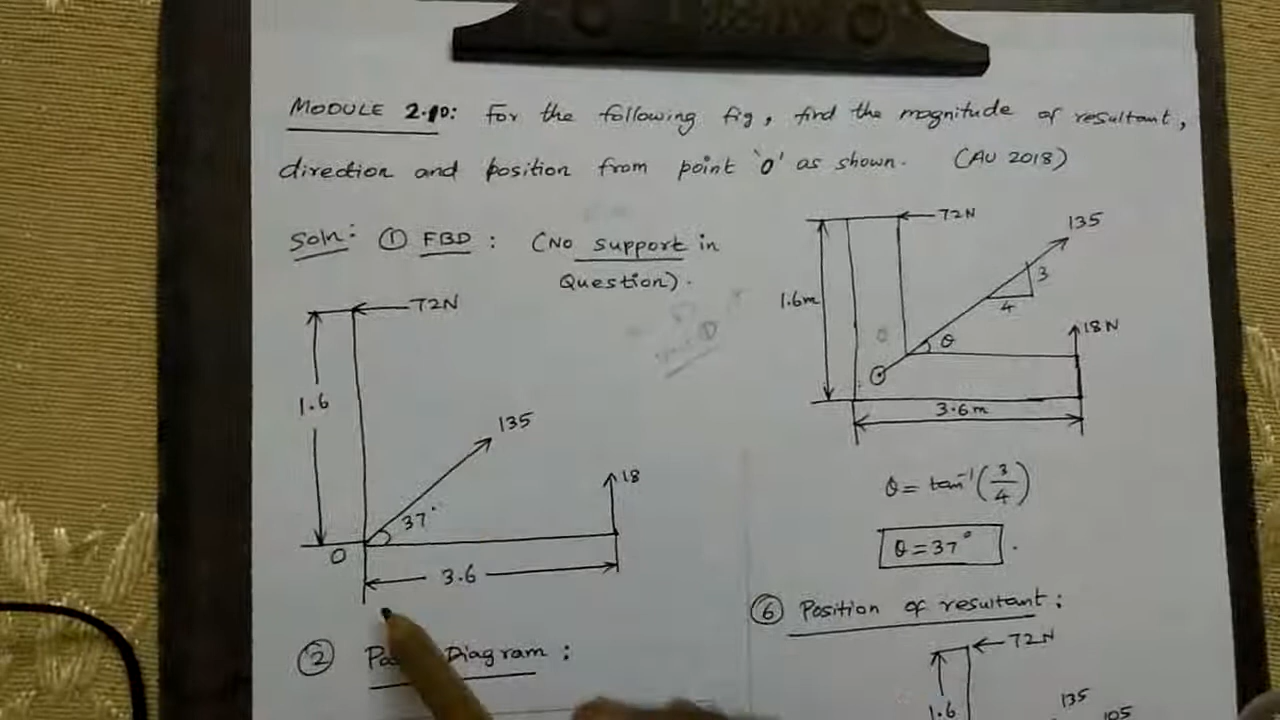 MODULE 2.10: For the following fig, find the magnitude of resultant,
direction and position from point 'O' as shown. (AU 2018)
Soln: ① FBD : (No support in
Question).
72N
1.6
135
37°
18
O
3.6
② Diagram :
72N
135
3
4
1.6m
θ
18N
O
3.6m
θ = tan⁻¹(3/4)
θ = 37° .
⑥ Position of resultant :
72N
1.6
135
105